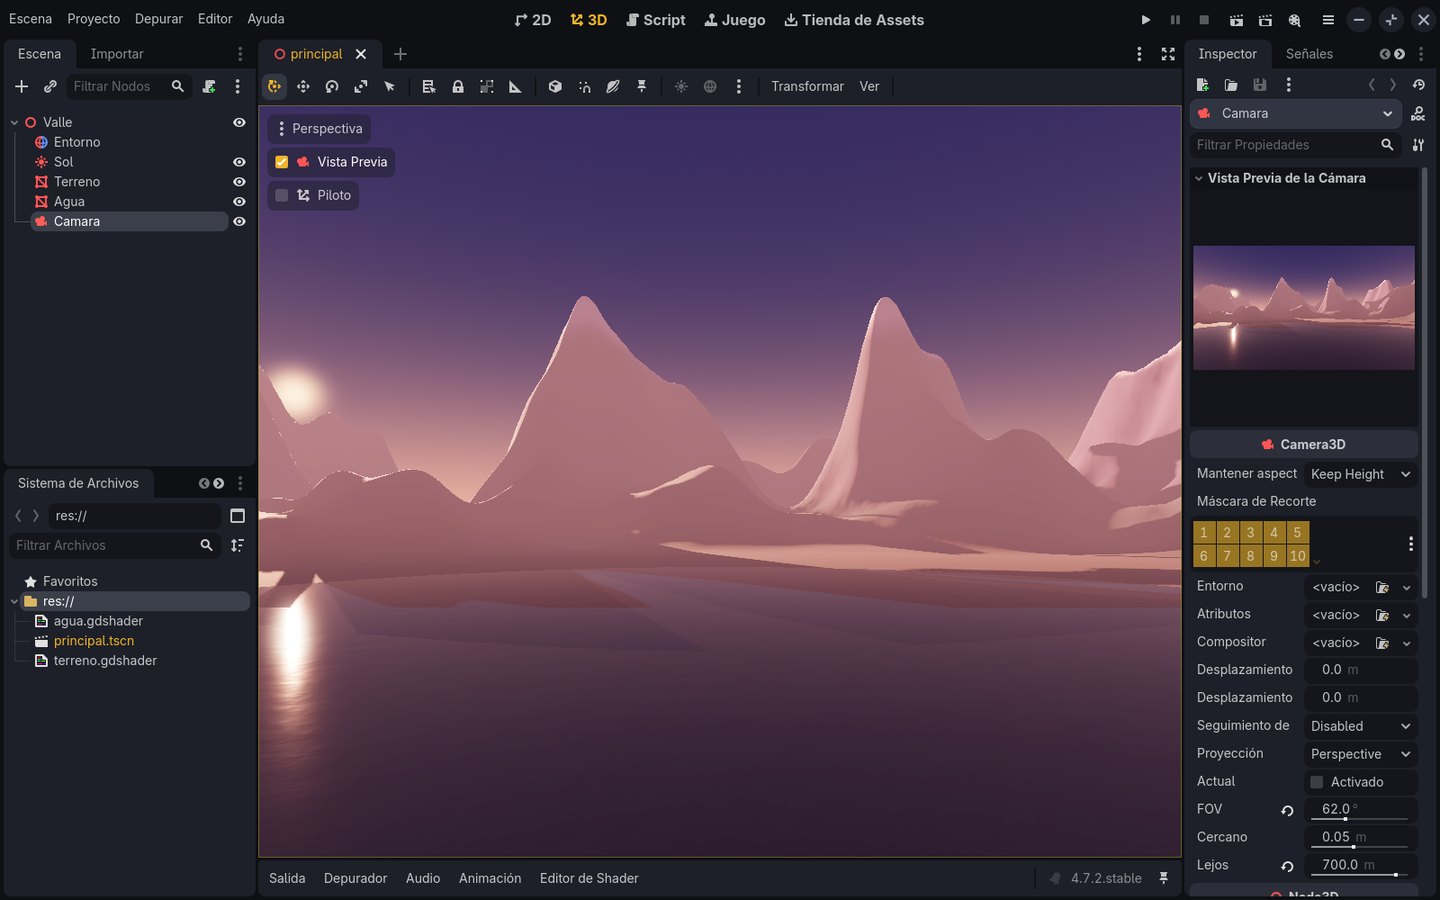 Escena Proyecto Depurar Editor Ayuda
2D 3D Script Juego Tienda de Assets
Escena Importar
Filtrar Nodos
Valle
Entorno
Sol
Terreno
Agua
Camara
Sistema de Archivos
res://
Filtrar Archivos
Favoritos
res://
agua.gdshader
principal.tscn
terreno.gdshader
principal
Transformar Ver
Perspectiva
Vista Previa
Piloto
Salida Depurador Audio Animación Editor de Shader
4.7.2.stable
Inspector Señales
Camara
DOC
Filtrar Propiedades
Vista Previa de la Cámara
Camera3D
Mantener aspect Keep Height
Máscara de Recorte
1 2 3 4 5
6 7 8 9 10
Entorno <vacío>
Atributos <vacío>
Compositor <vacío>
Desplazamiento 0.0 m
Desplazamiento 0.0 m
Seguimiento de Disabled
Proyección Perspective
Actual Activado
FOV 62.0 °
Cercano 0.05 m
Lejos 700.0 m
Node3D